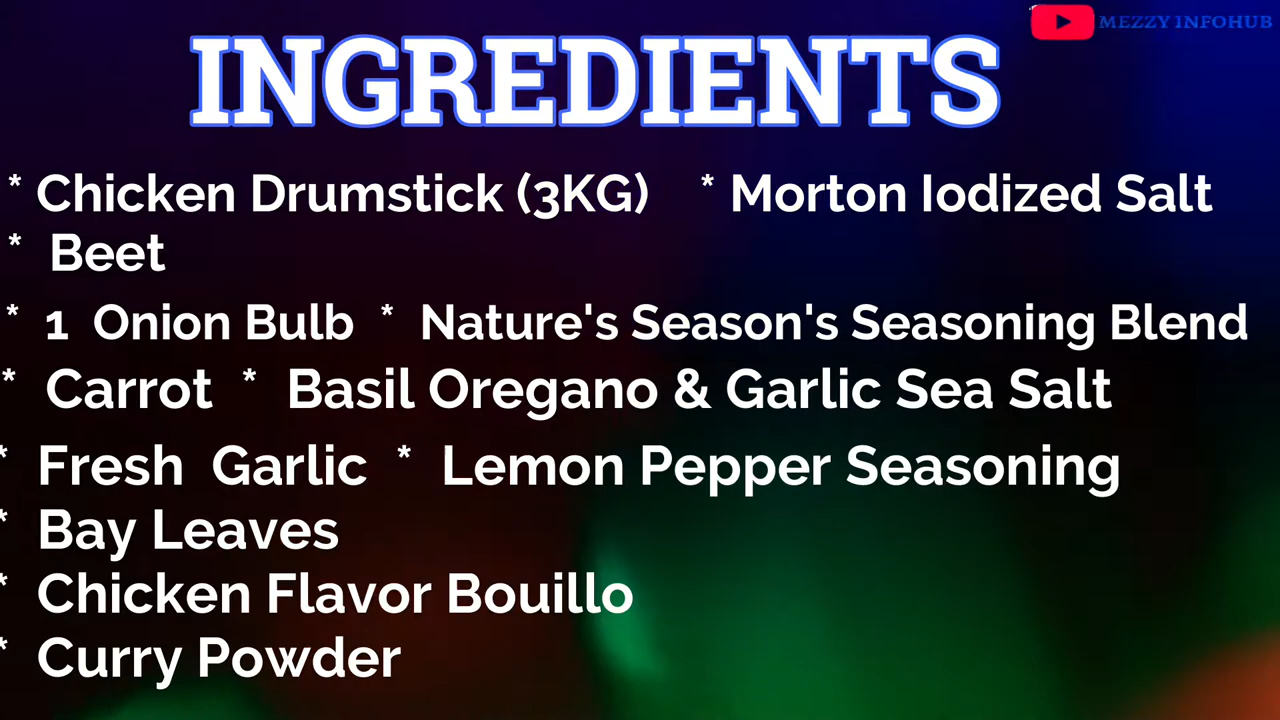 MEZZY INFOHUB
INGREDIENTS
* Chicken Drumstick (3KG) * Morton Iodized Salt
* Beet
* 1 Onion Bulb * Nature's Season's Seasoning Blend
* Carrot * Basil Oregano & Garlic Sea Salt
* Fresh Garlic * Lemon Pepper Seasoning
* Bay Leaves
* Chicken Flavor Bouillo
* Curry Powder